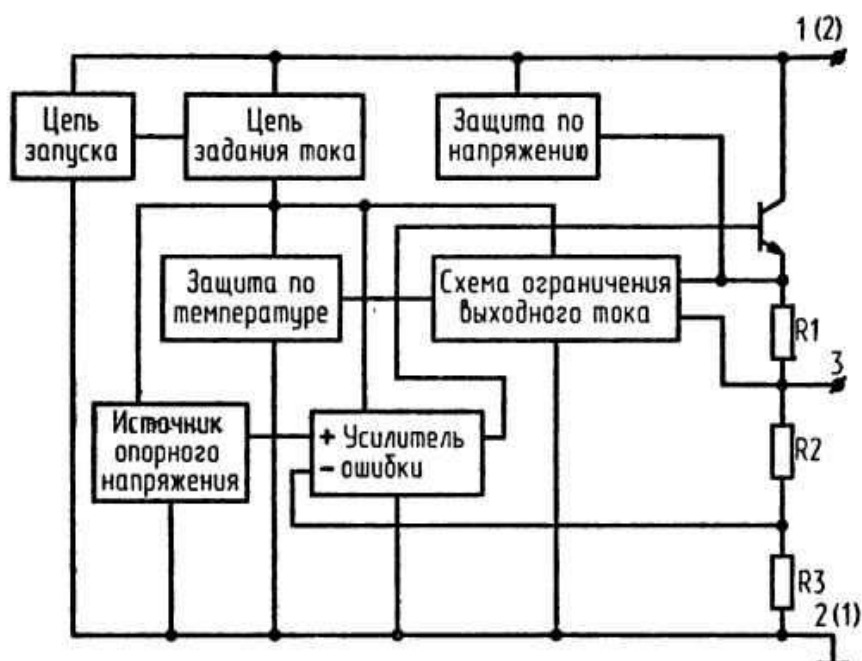 1 (2)
Цепь
запуска
Цепь
задания тока
Защита по
напряжению
Защита по
температуре
Схема ограничения
выходного тока
R1
3
Источник
опорного
напряжения
+ Усилитель
- ошибки
R2
R3
2 (1)